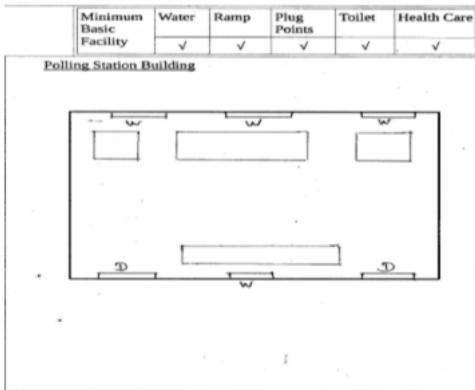 Minimum Basic Facility Water Ramp Plug Points Toilet Health Care
√ √ √ √ √
Polling Station Building
W W W
D D
W